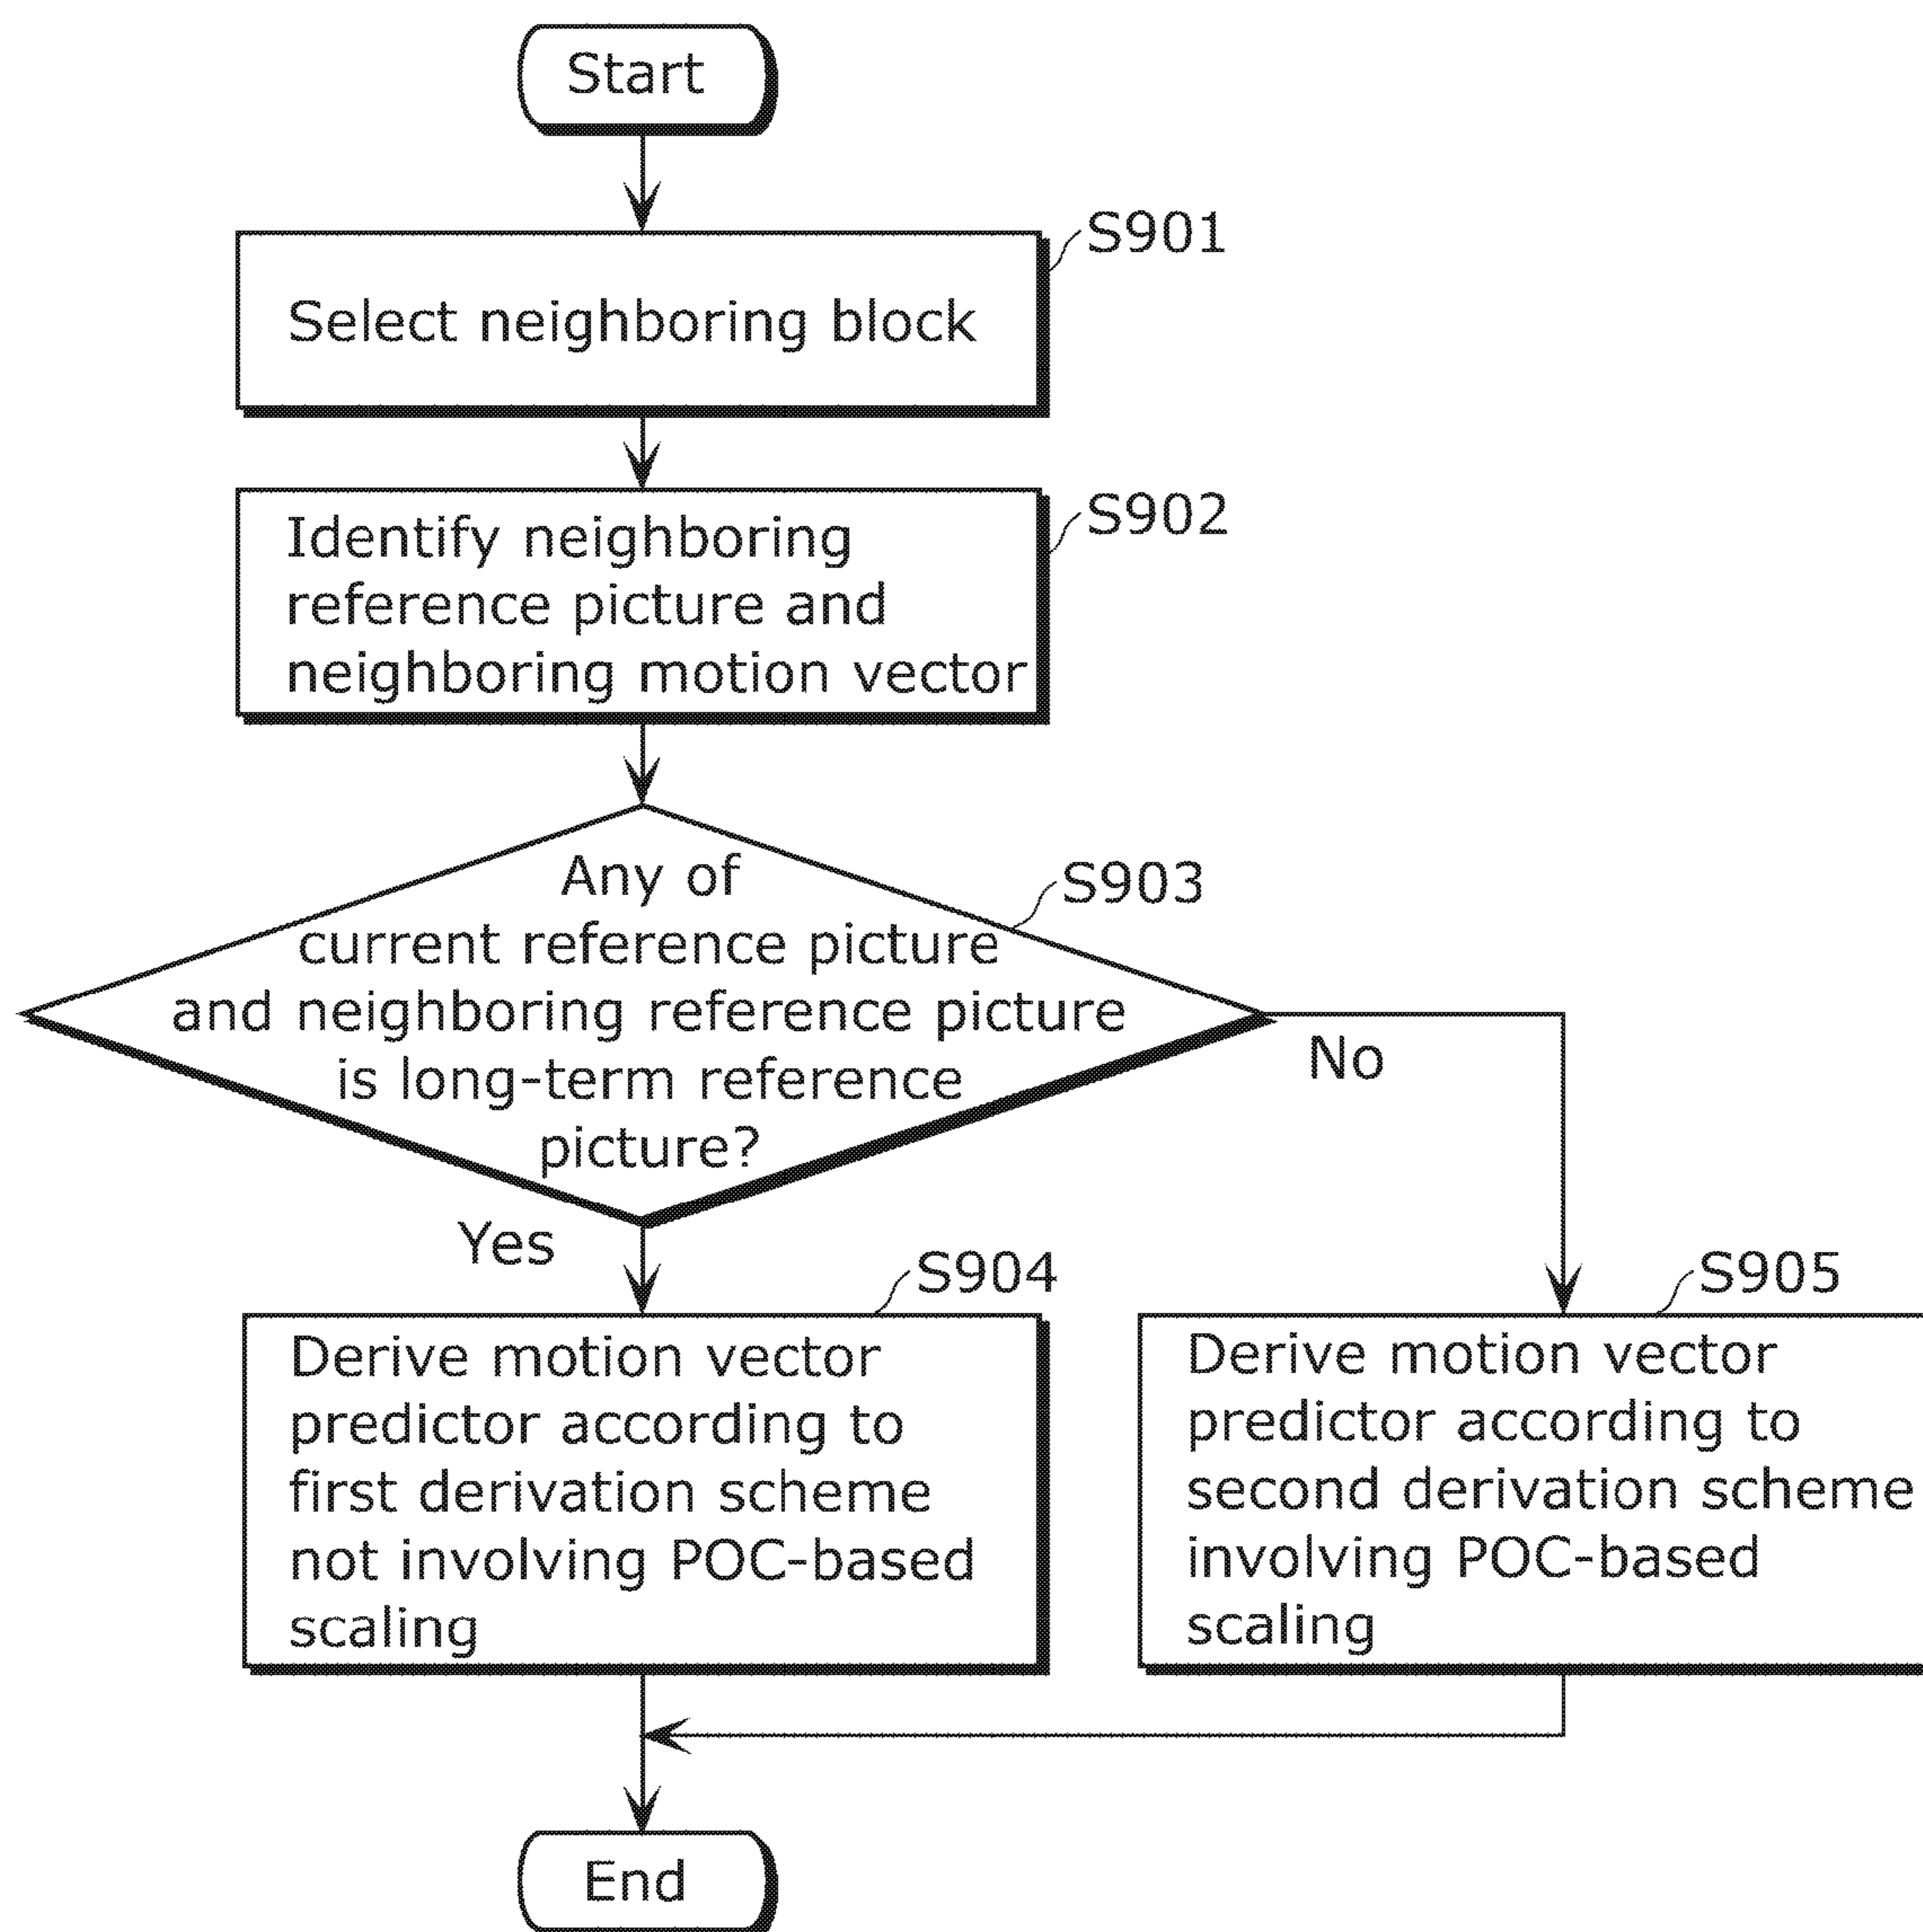 Start
S901
Select neighboring block
S902
Identify neighboring
reference picture and
neighboring motion vector
S903
Any of
current reference picture
and neighboring reference picture
is long-term reference
picture?
No
Yes
S904
Derive motion vector
predictor according to
first derivation scheme
not involving POC-based
scaling
S905
Derive motion vector
predictor according to
second derivation scheme
involving POC-based
scaling
End